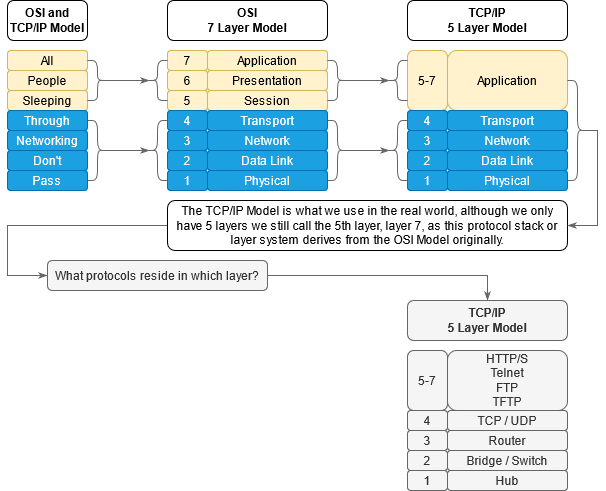 OSI and
TCP/IP Model
OSI
7 Layer Model
TCP/IP
5 Layer Model
All
People
Sleeping
Through
Networking
Don't
Pass
7 Application
6 Presentation
5 Session
4 Transport
3 Network
2 Data Link
1 Physical
5-7 Application
4 Transport
3 Network
2 Data Link
1 Physical
The TCP/IP Model is what we use in the real world, although we only
have 5 layers we still call the 5th layer, layer 7, as this protocol stack or
layer system derives from the OSI Model originally.
What protocols reside in which layer?
TCP/IP
5 Layer Model
5-7
HTTP/S
Telnet
FTP
TFTP
4 TCP / UDP
3 Router
2 Bridge / Switch
1 Hub